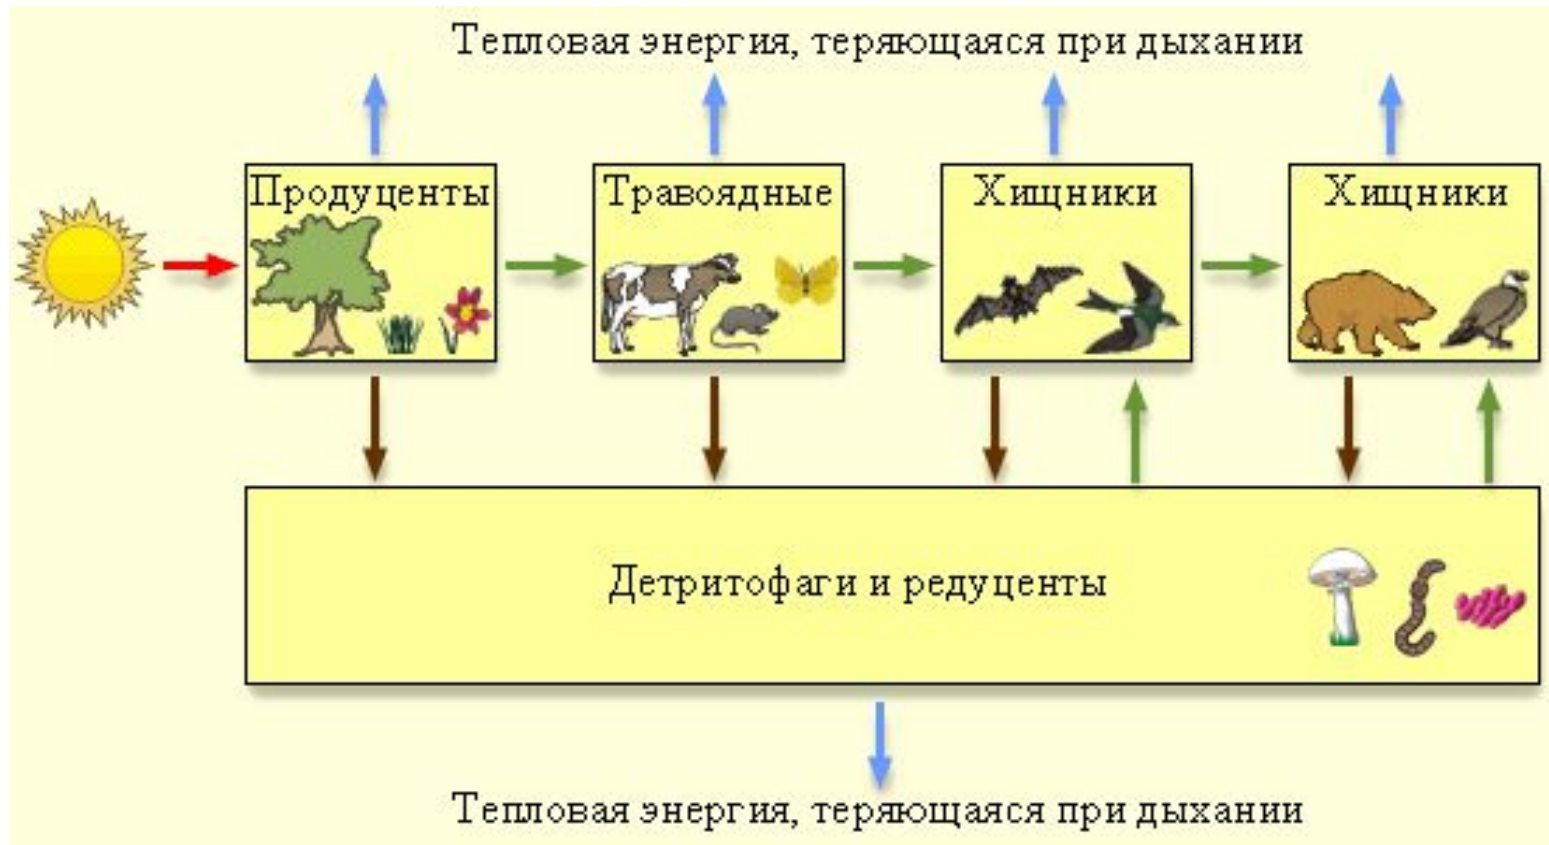 Тепловая энергия, теряющаяся при дыхании
Продуценты
Травоядные
Хищники
Хищники
Детритофаги и редуценты
Тепловая энергия, теряющаяся при дыхании